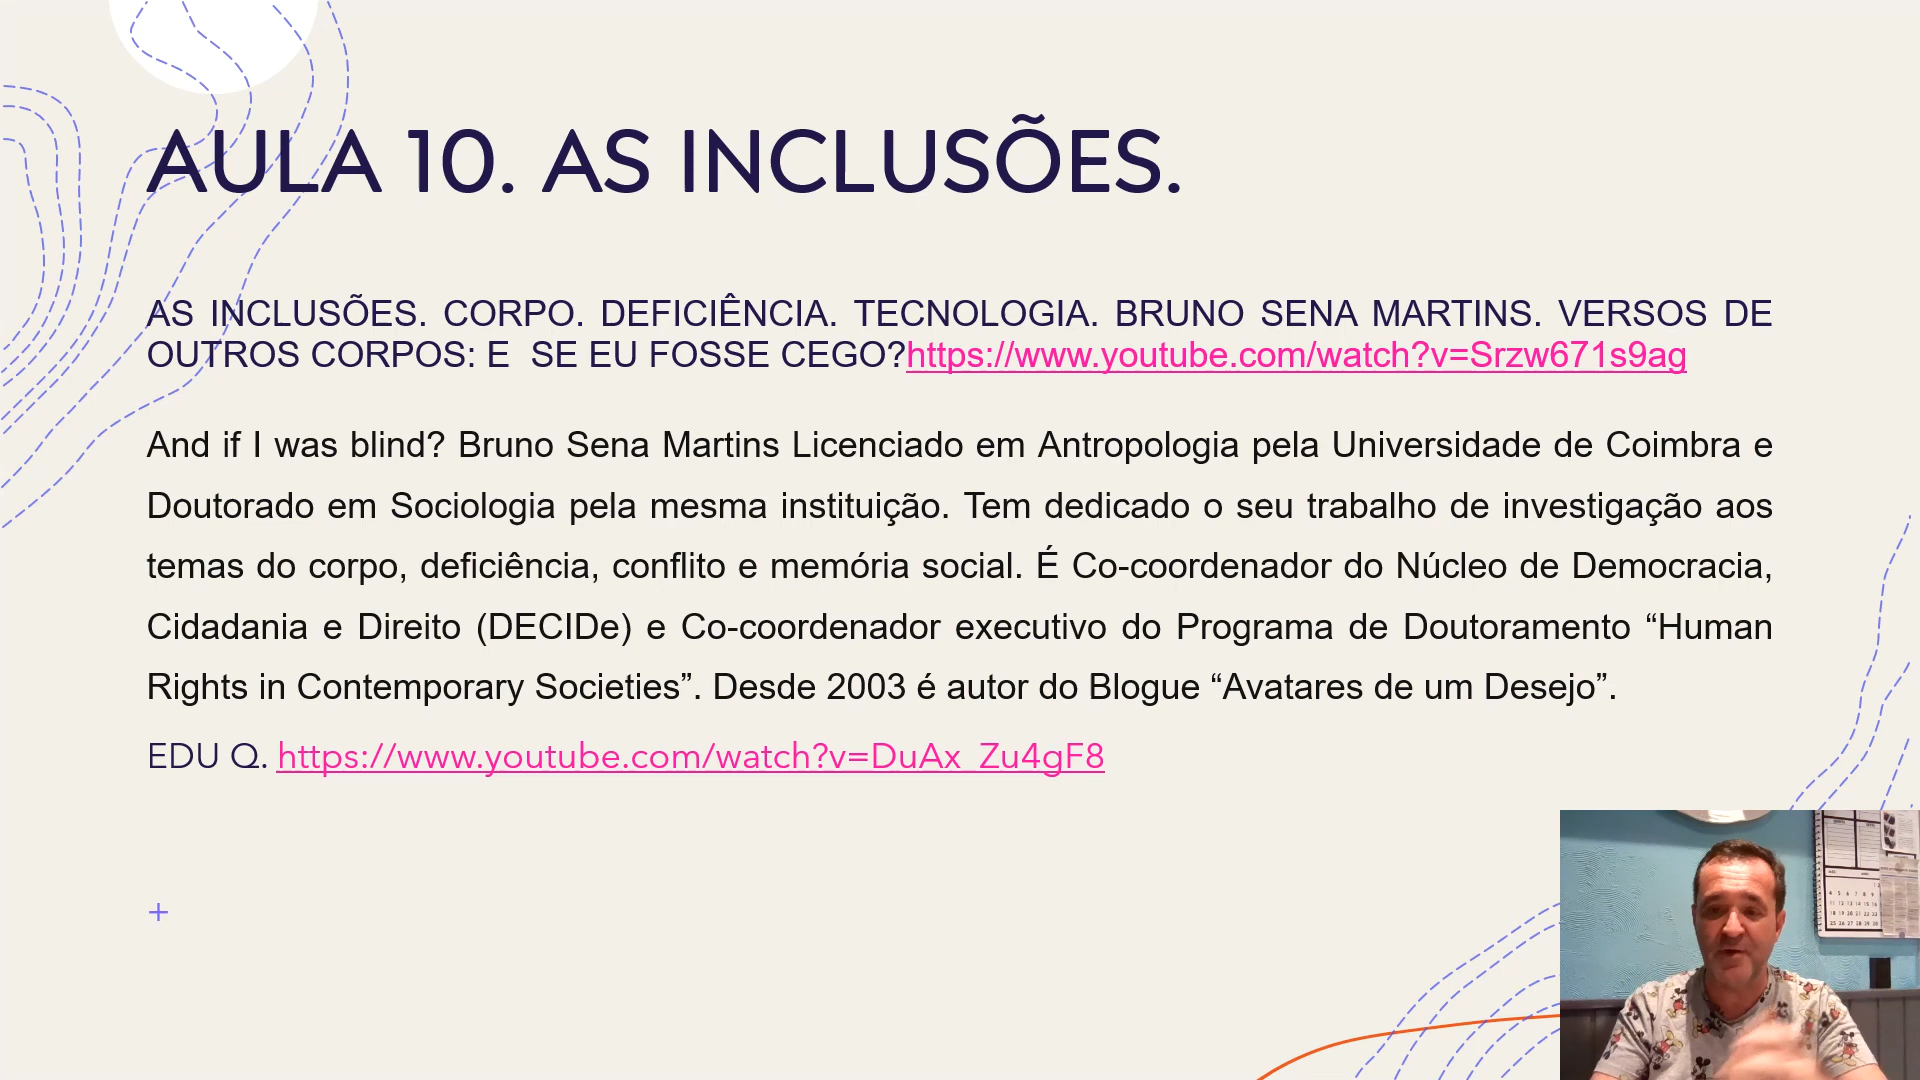 AULA 10. AS INCLUSÕES.
AS INCLUSÕES. CORPO. DEFICIÊNCIA. TECNOLOGIA. BRUNO SENA MARTINS. VERSOS DE
OUTROS CORPOS: E  SE EU FOSSE CEGO?https://www.youtube.com/watch?v=Srzw671s9ag
And if I was blind? Bruno Sena Martins Licenciado em Antropologia pela Universidade de Coimbra e
Doutorado em Sociologia pela mesma instituição. Tem dedicado o seu trabalho de investigação aos
temas do corpo, deficiência, conflito e memória social. É Co-coordenador do Núcleo de Democracia,
Cidadania e Direito (DECIDe) e Co-coordenador executivo do Programa de Doutoramento “Human
Rights in Contemporary Societies”. Desde 2003 é autor do Blogue “Avatares de um Desejo”.
EDU Q. https://www.youtube.com/watch?v=DuAx_Zu4gF8